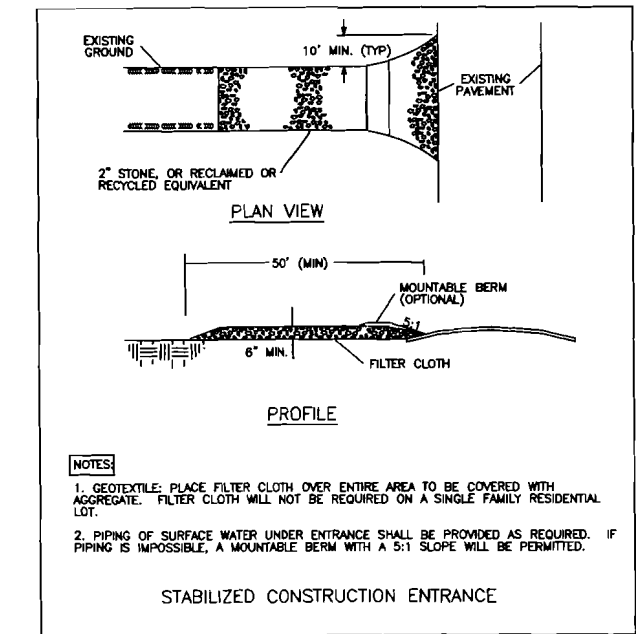 EXISTING
GROUND
10' MIN. (TYP)
EXISTING
PAVEMENT
2" STONE, OR RECLAIMED OR
RECYCLED EQUIVALENT
PLAN VIEW
50' (MIN)
MOUNTABLE BERM
(OPTIONAL)
5:1
6" MIN.
FILTER CLOTH
PROFILE
NOTES:
1. GEOTEXTILE: PLACE FILTER CLOTH OVER ENTIRE AREA TO BE COVERED WITH
AGGREGATE. FILTER CLOTH WILL NOT BE REQUIRED ON A SINGLE FAMILY RESIDENTIAL
LOT.
2. PIPING OF SURFACE WATER UNDER ENTRANCE SHALL BE PROVIDED AS REQUIRED. IF
PIPING IS IMPOSSIBLE, A MOUNTABLE BERM WITH A 5:1 SLOPE WILL BE PERMITTED.
STABILIZED CONSTRUCTION ENTRANCE